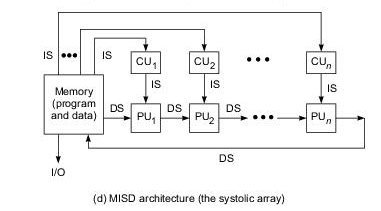 IS ••• IS CU1 CU2 • • • CUn
IS IS IS
Memory
(program
and data)
DS PU1 DS PU2 DS ••• PUn
DS
I/O
(d) MISD architecture (the systolic array)